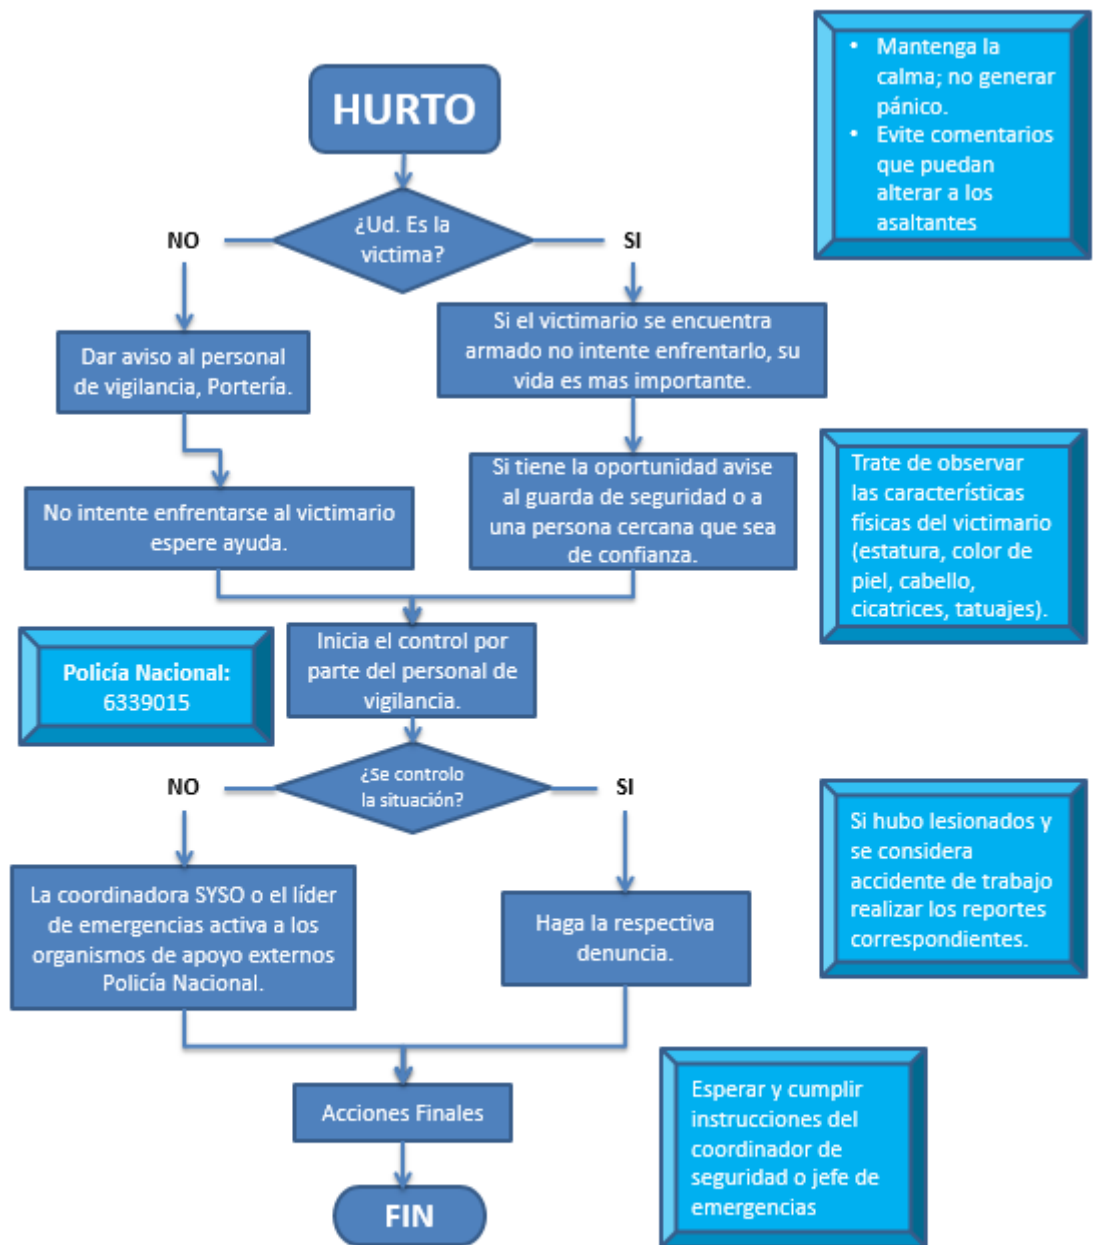 HURTO
• Mantenga la
calma; no generar
pánico.
• Evite comentarios
que puedan
alterar a los
asaltantes
¿Ud. Es la
victima?
NO
SI
Dar aviso al personal
de vigilancia, Portería.
Si el victimario se encuentra
armado no intente enfrentarlo, su
vida es mas importante.
No intente enfrentarse al victimario
espere ayuda.
Si tiene la oportunidad avise
al guarda de seguridad o a
una persona cercana que sea
de confianza.
Trate de observar
las características
físicas del victimario
(estatura, color de
piel, cabello,
cicatrices, tatuajes).
Policía Nacional:
6339015
Inicia el control por
parte del personal de
vigilancia.
¿Se controlo
la situación?
NO
SI
La coordinadora SYSO o el líder
de emergencias activa a los
organismos de apoyo externos
Policía Nacional.
Haga la respectiva
denuncia.
Si hubo lesionados y
se considera
accidente de trabajo
realizar los reportes
correspondientes.
Acciones Finales
Esperar y cumplir
instrucciones del
coordinador de
seguridad o jefe de
emergencias
FIN